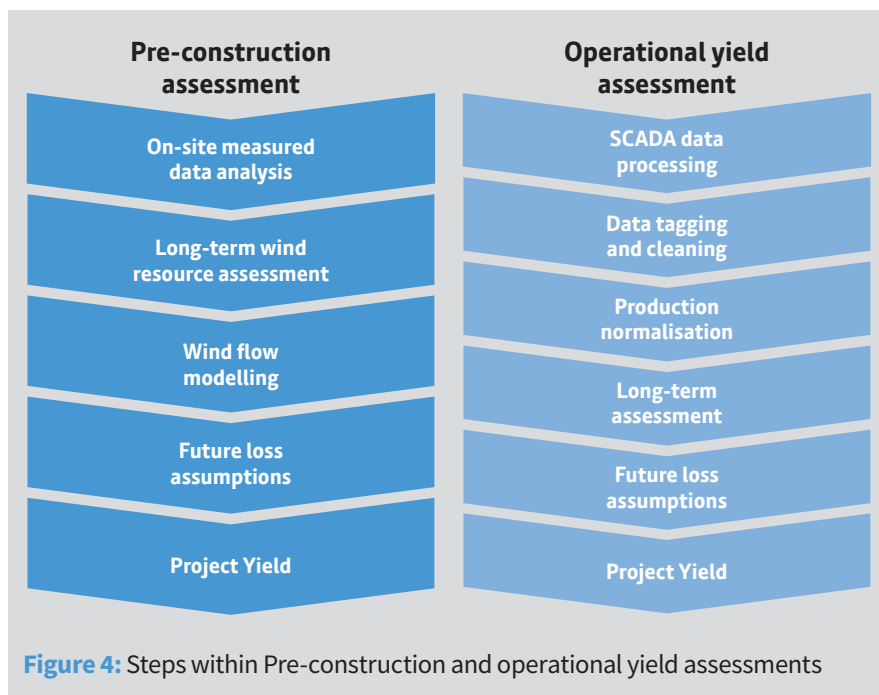 Pre-construction
assessment
On-site measured
data analysis
Long-term wind
resource assessment
Wind flow
modelling
Future loss
assumptions
Project Yield
Operational yield
assessment
SCADA data
processing
Data tagging
and cleaning
Production
normalisation
Long-term
assessment
Future loss
assumptions
Project Yield
Figure 4: Steps within Pre-construction and operational yield assessments